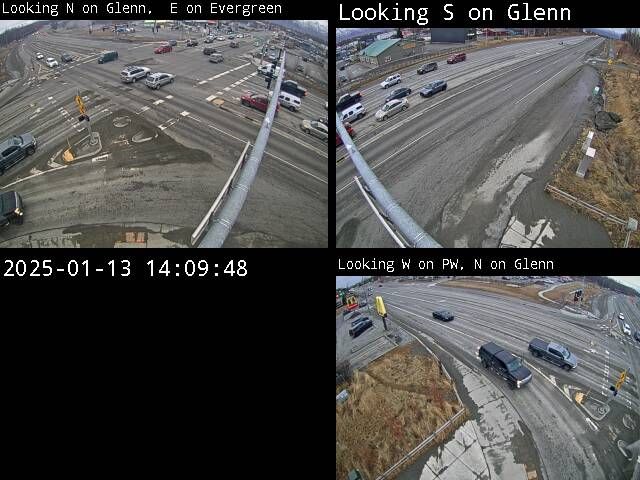 Looking N on Glenn,  E on Evergreen
Looking S on Glenn
2025-01-13 14:09:48
Looking W on PW, N on Glenn